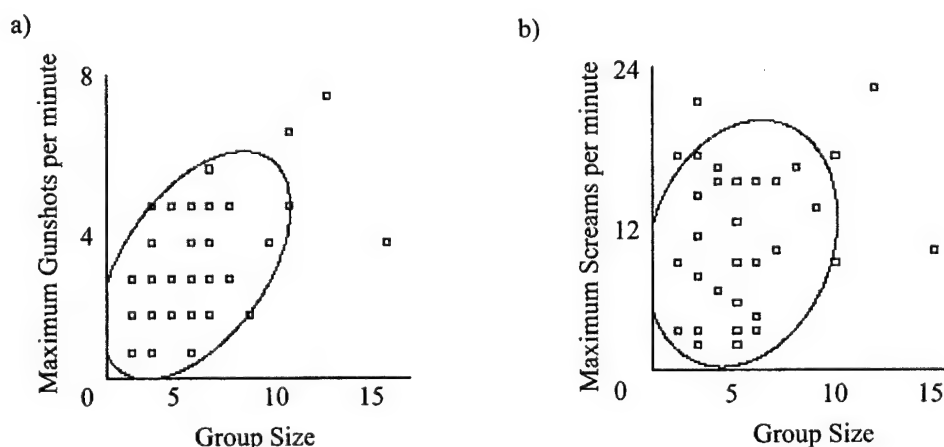 a)
Maximum Gunshots per minute
8
4
0
5
10
15
Group Size
b)
Maximum Screams per minute
24
12
0
5
10
15
Group Size